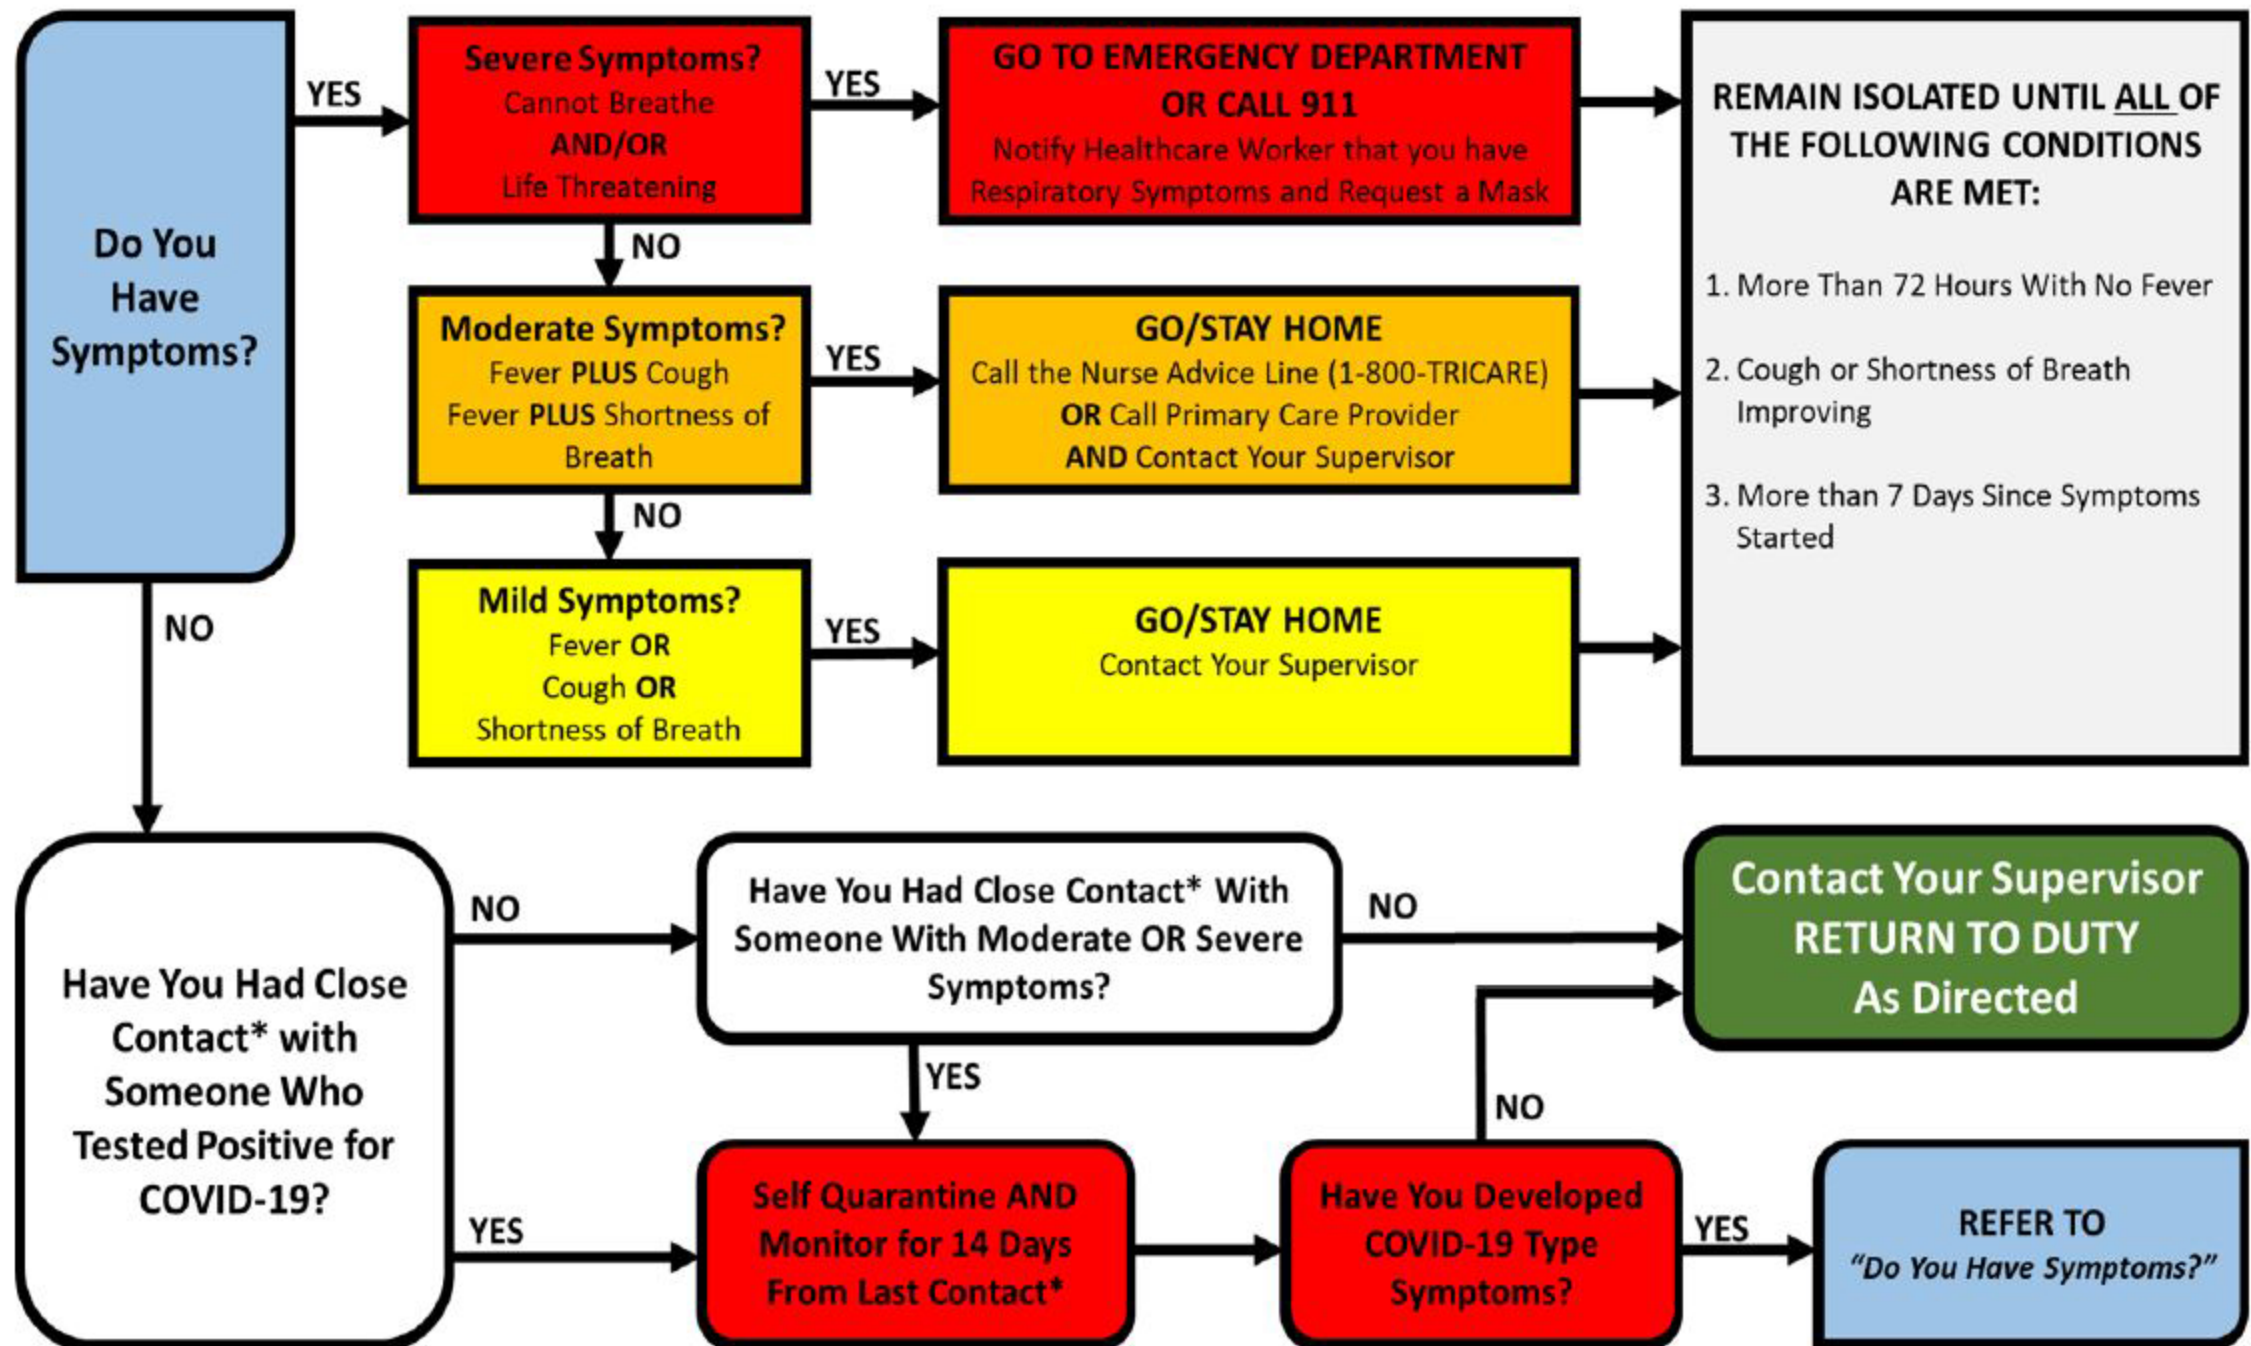 Do You
Have
Symptoms?
YES
Severe Symptoms?
Cannot Breathe
AND/OR
Life Threatening
YES
GO TO EMERGENCY DEPARTMENT
OR CALL 911
Notify Healthcare Worker that you have
Respiratory Symptoms and Request a Mask
NO
Moderate Symptoms?
Fever PLUS Cough
Fever PLUS Shortness of
Breath
YES
GO/STAY HOME
Call the Nurse Advice Line (1-800-TRICARE)
OR Call Primary Care Provider
AND Contact Your Supervisor
NO
Mild Symptoms?
Fever OR
Cough OR
Shortness of Breath
YES
GO/STAY HOME
Contact Your Supervisor
REMAIN ISOLATED UNTIL ALL OF
THE FOLLOWING CONDITIONS
ARE MET:
1. More Than 72 Hours With No Fever
2. Cough or Shortness of Breath
Improving
3. More than 7 Days Since Symptoms
Started
NO
Have You Had Close
Contact* with
Someone Who
Tested Positive for
COVID-19?
NO
Have You Had Close Contact* With
Someone With Moderate OR Severe
Symptoms?
NO
Contact Your Supervisor
RETURN TO DUTY
As Directed
YES
YES
Self Quarantine AND
Monitor for 14 Days
From Last Contact*
Have You Developed
COVID-19 Type
Symptoms?
NO
YES
REFER TO
"Do You Have Symptoms?"